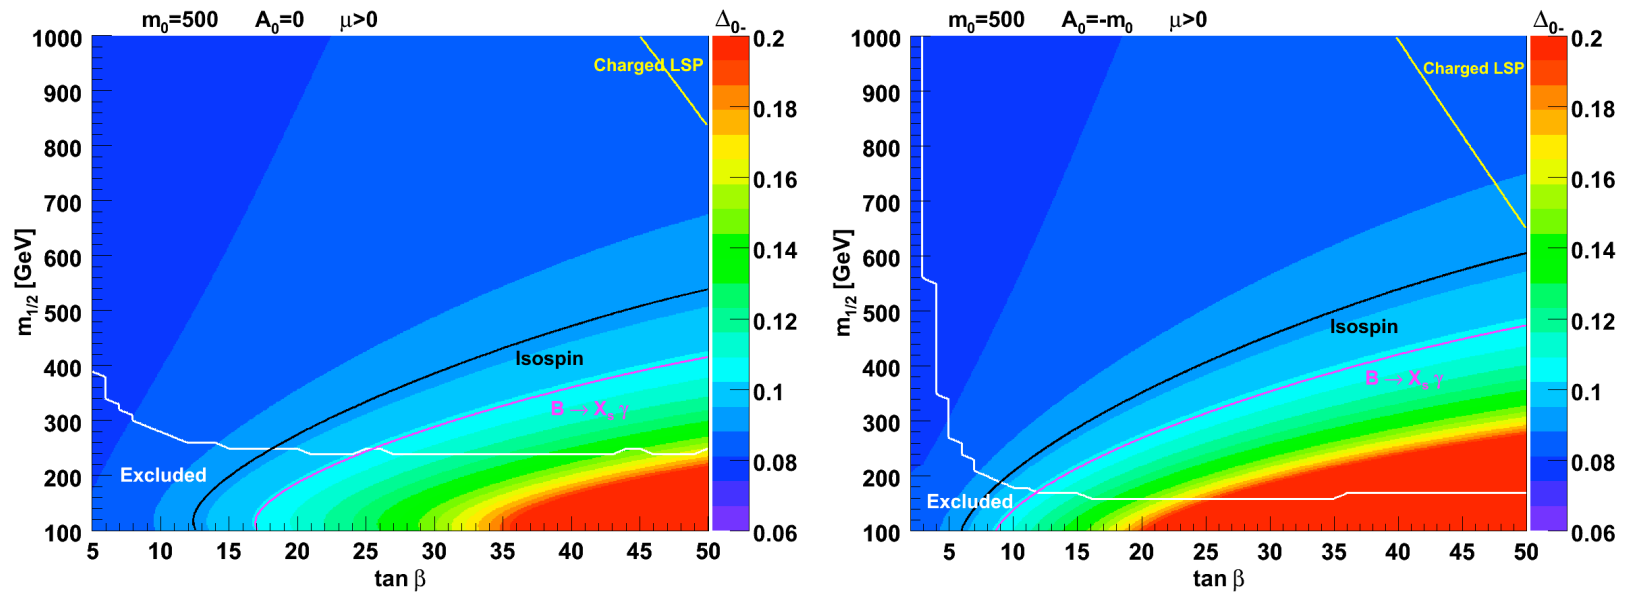 m0=500 A0=0 μ>0 Δ0-
1000
900
800
700
600
500
400
300
200
100
m1/2 [GeV]
Charged LSP
Isospin
B → Xs γ
Excluded
5 10 15 20 25 30 35 40 45 50
tan β
0.2
0.18
0.16
0.14
0.12
0.1
0.08
0.06
m0=500 A0=-m0 μ>0 Δ0-
1000
900
800
700
600
500
400
300
200
100
m1/2 [GeV]
Charged LSP
Isospin
B → Xs γ
Excluded
5 10 15 20 25 30 35 40 45 50
tan β
0.2
0.18
0.16
0.14
0.12
0.1
0.08
0.06